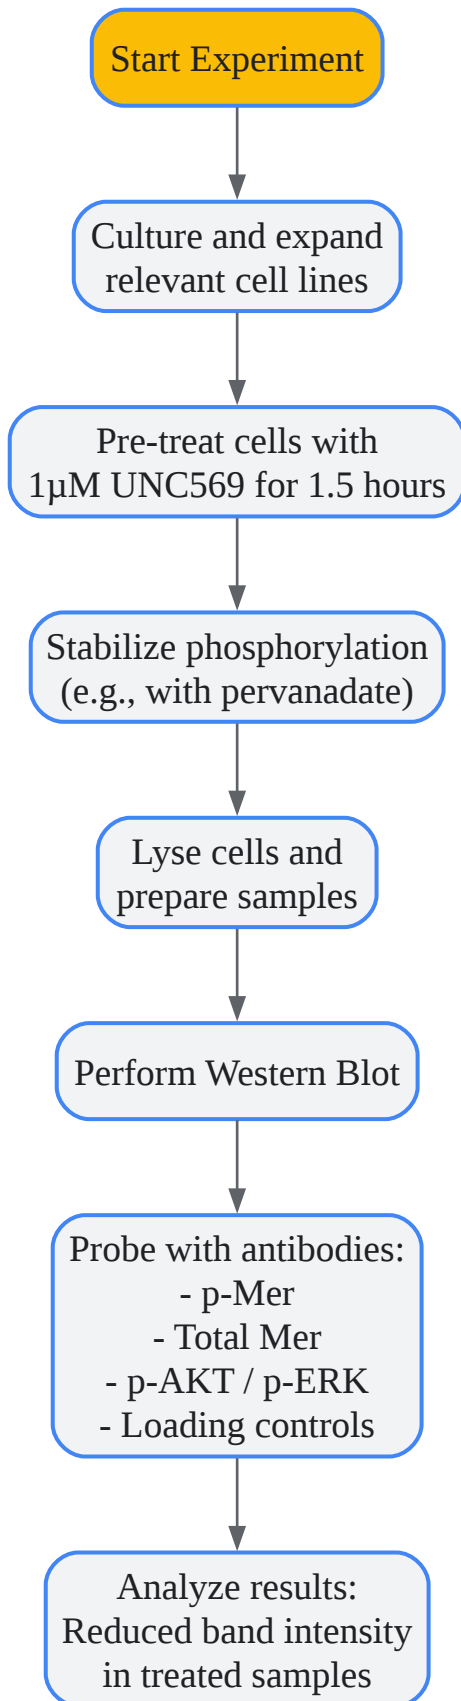 Start Experiment
Culture and expand
relevant cell lines
Pre-treat cells with
1µM UNC569 for 1.5 hours
Stabilize phosphorylation
(e.g., with pervanadate)
Lyse cells and
prepare samples
Perform Western Blot
Probe with antibodies:
- p-Mer
- Total Mer
- p-AKT / p-ERK
- Loading controls
Analyze results:
Reduced band intensity
in treated samples